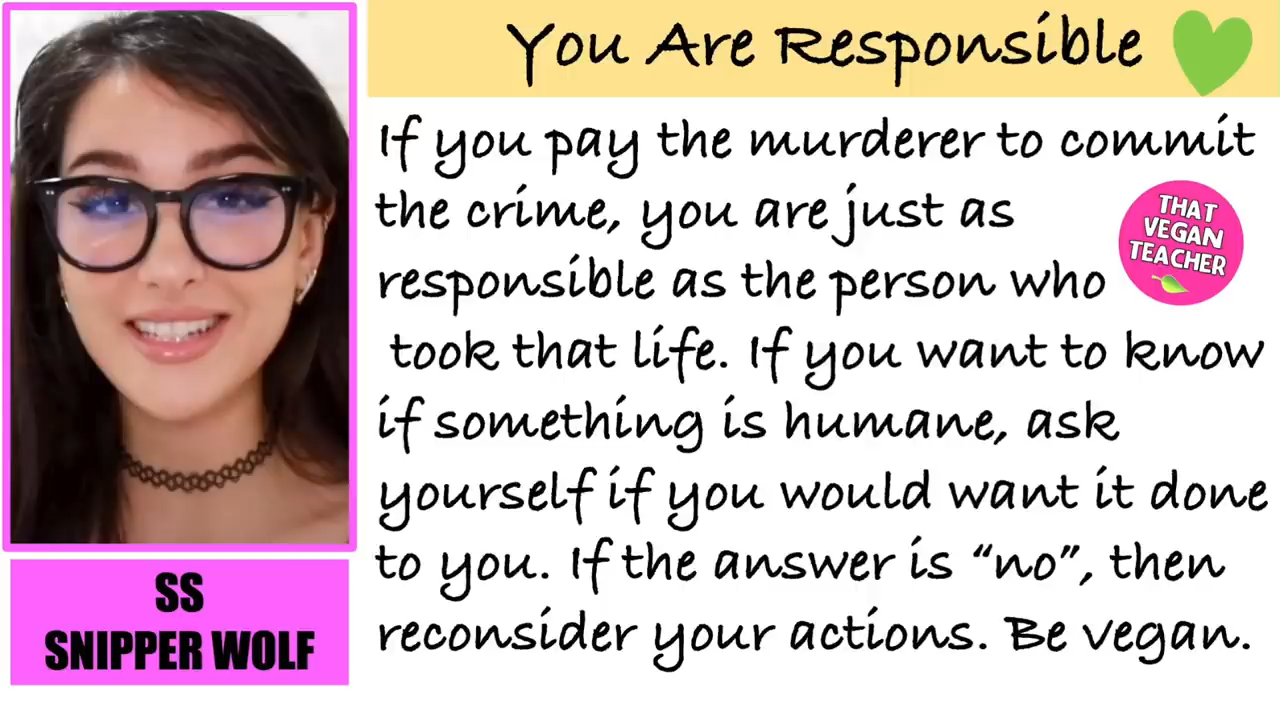 You Are Responsible
If you pay the murderer to commit
the crime, you are just as
responsible as the person who
took that life. If you want to know
if something is humane, ask
yourself if you would want it done
to you. If the answer is “no”, then
reconsider your actions. Be vegan.
THAT
VEGAN
TEACHER
SS
SNIPPER WOLF